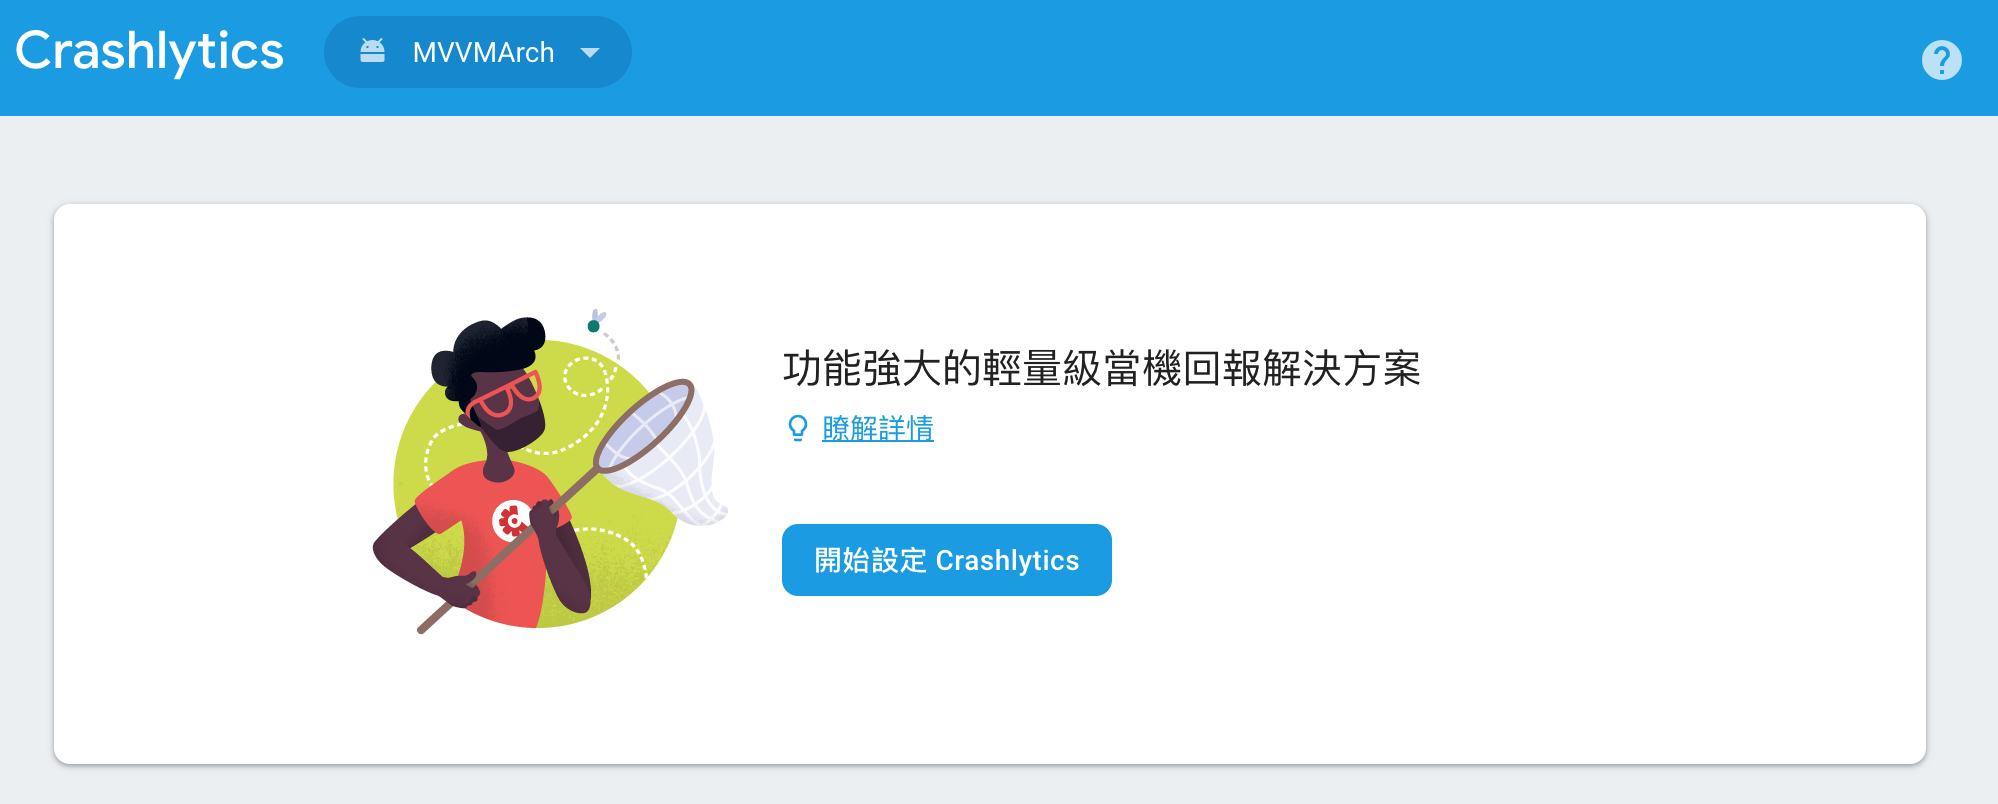 Crashlytics
MVVMArch
功能強大的輕量級當機回報解決方案
瞭解詳情
開始設定 Crashlytics